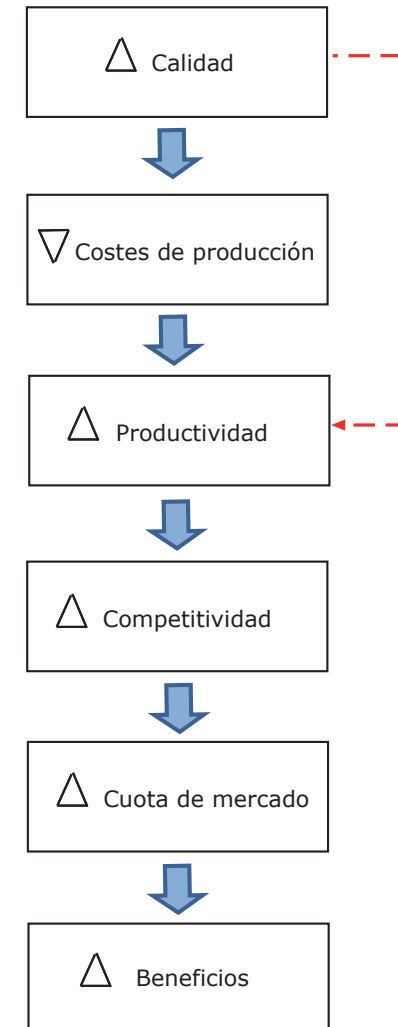 Calidad
Costes de producción
Productividad
Competitividad
Cuota de mercado
Beneficios